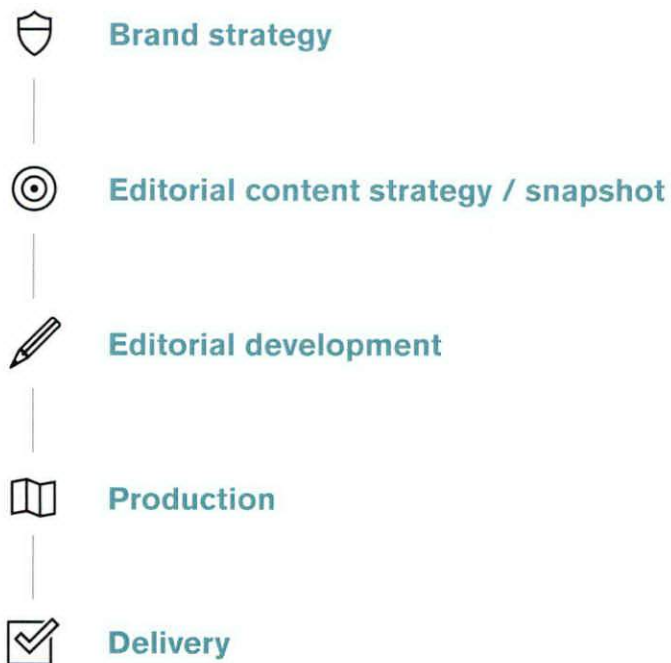 Brand strategy
Editorial content strategy / snapshot
Editorial development
Production
Delivery